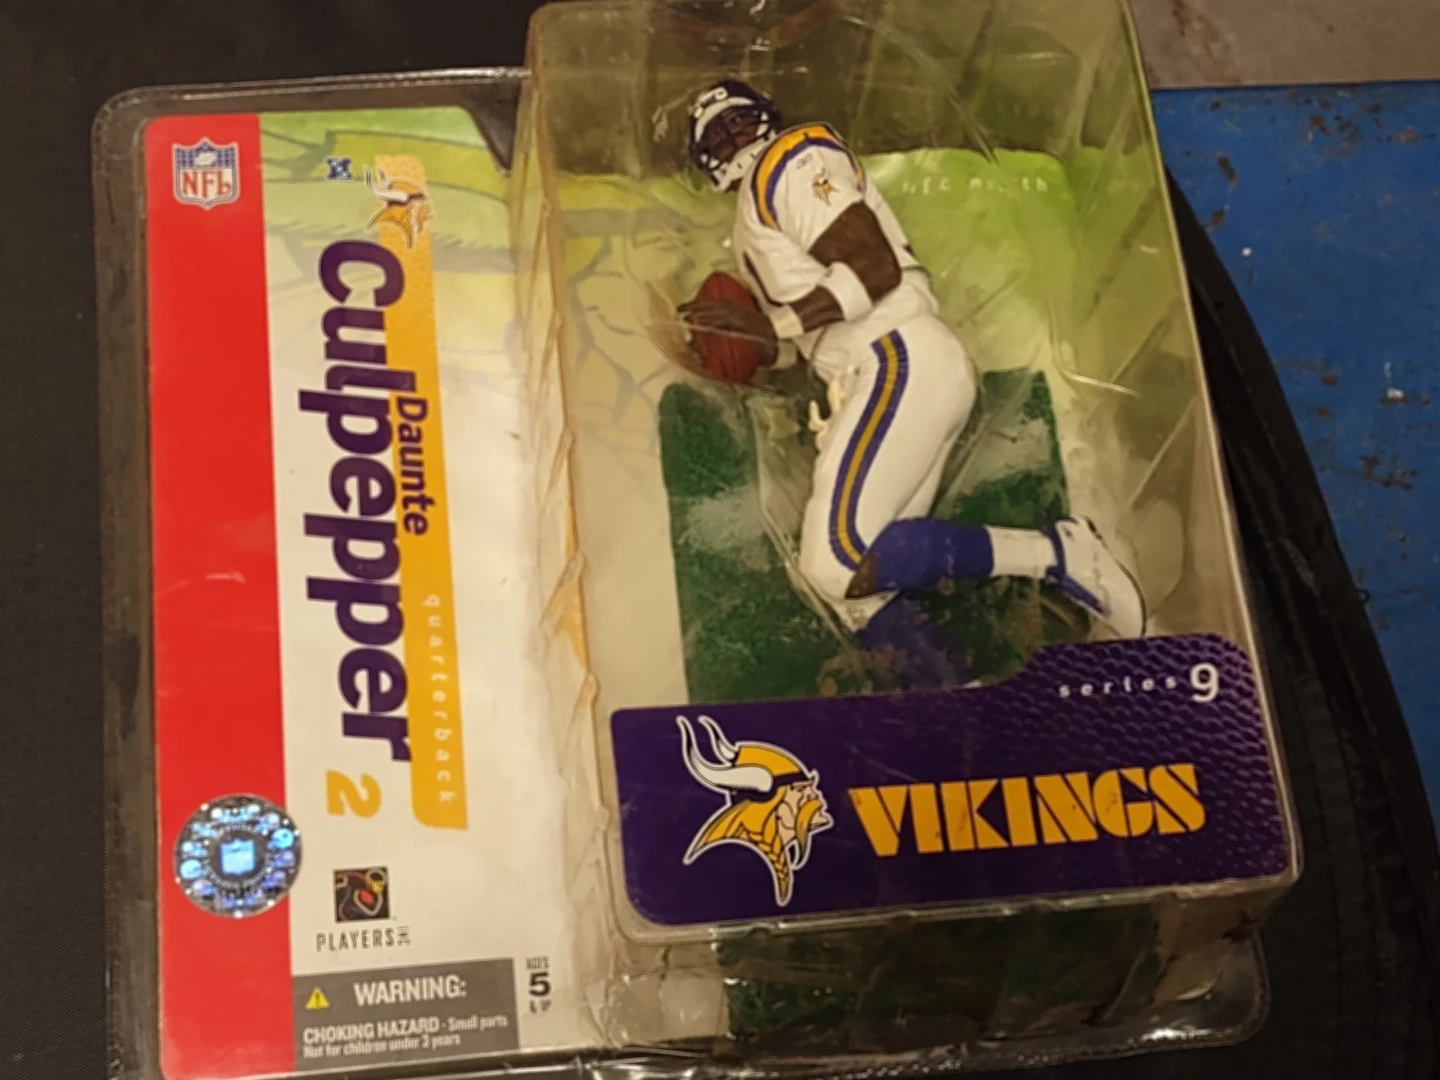 NFL
Daunte
Culpepper 2
quarterback
PLAYERS
WARNING:
CHOKING HAZARD - Small parts
Not for children under 3 years
AGES
5
& UP
series 9
VIKINGS